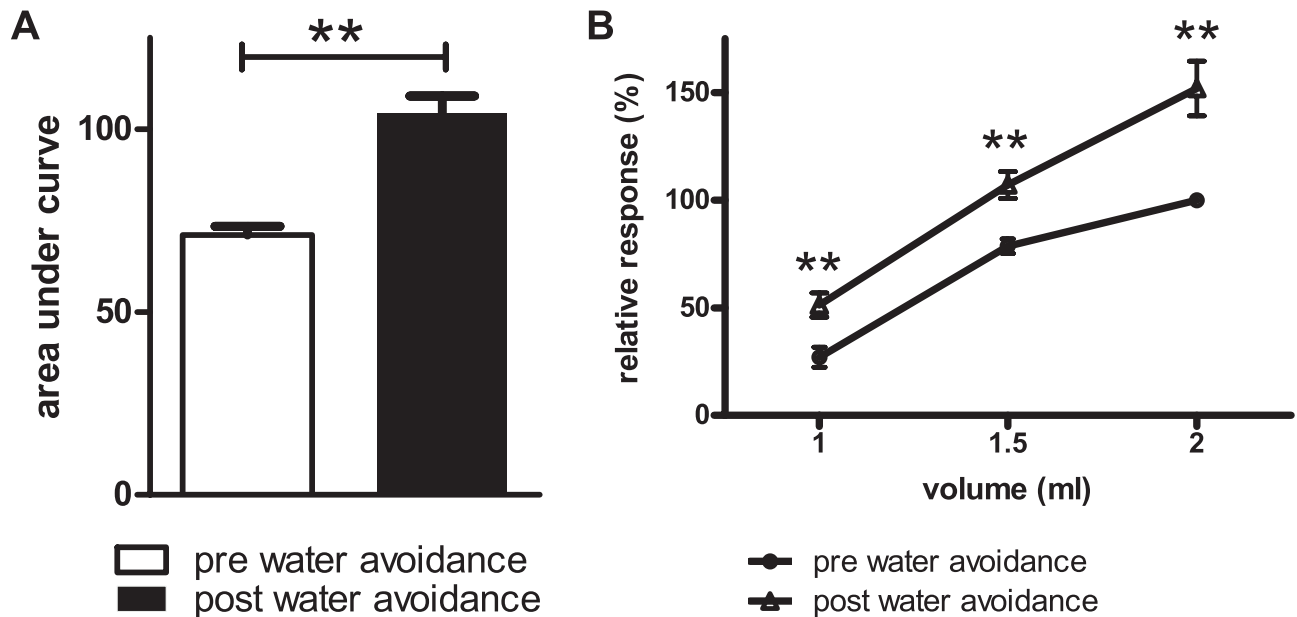 A
**
area under curve
100
50
0
pre water avoidance
post water avoidance
B
**
**
**
relative response (%)
150
100
50
0
1 1.5 2
volume (ml)
pre water avoidance
post water avoidance